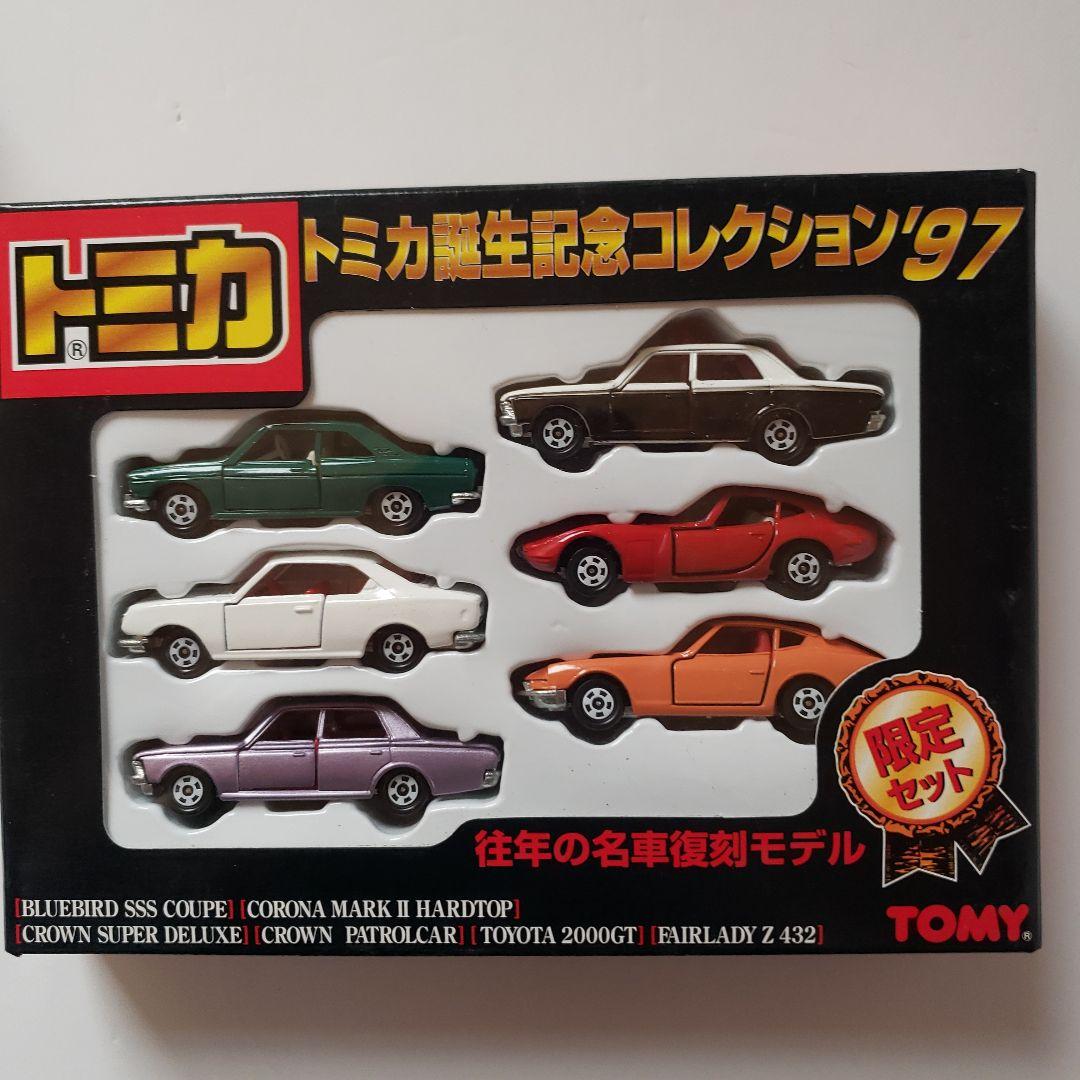 トミカ®
トミカ誕生記念コレクション'97
限定
セット
往年の名車復刻モデル
[BLUEBIRD SSS COUPE] [CORONA MARK II HARDTOP]
[CROWN SUPER DELUXE] [CROWN PATROLCAR] [TOYOTA 2000GT] [FAIRLADY Z 432]
TOMY®